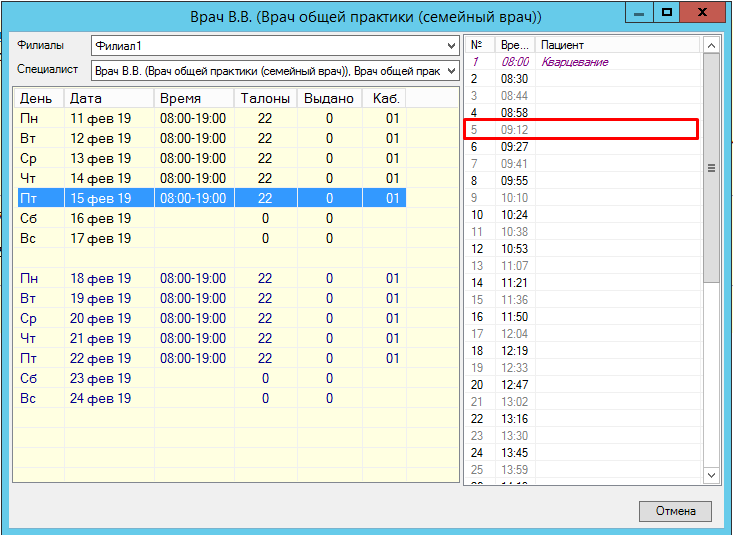 Врач В.В. (Врач общей практики (семейный врач))
Филиалы Филиал1
Специалист Врач В.В. (Врач общей практики (семейный врач)), Врач общей прак
День Дата Время Талоны Выдано Каб.
Пн 11 фев 19 08:00-19:00 22 0 01
Вт 12 фев 19 08:00-19:00 22 0 01
Ср 13 фев 19 08:00-19:00 22 0 01
Чт 14 фев 19 08:00-19:00 22 0 01
Пт 15 фев 19 08:00-19:00 22 0 01
Сб 16 фев 19 0 0
Вс 17 фев 19 0 0
Пн 18 фев 19 08:00-19:00 22 0 01
Вт 19 фев 19 08:00-19:00 22 0 01
Ср 20 фев 19 08:00-19:00 22 0 01
Чт 21 фев 19 08:00-19:00 22 0 01
Пт 22 фев 19 08:00-19:00 22 0 01
Сб 23 фев 19 0 0
Вс 24 фев 19 0 0
№ Вре... Пациент
1 08:00 Кварцевание
2 08:30
3 08:44
4 08:58
5 09:12
6 09:27
7 09:41
8 09:55
9 10:10
10 10:24
11 10:38
12 10:53
13 11:07
14 11:21
15 11:36
16 11:50
17 12:04
18 12:19
19 12:33
20 12:47
21 13:02
22 13:16
23 13:30
24 13:45
25 13:59
Отмена